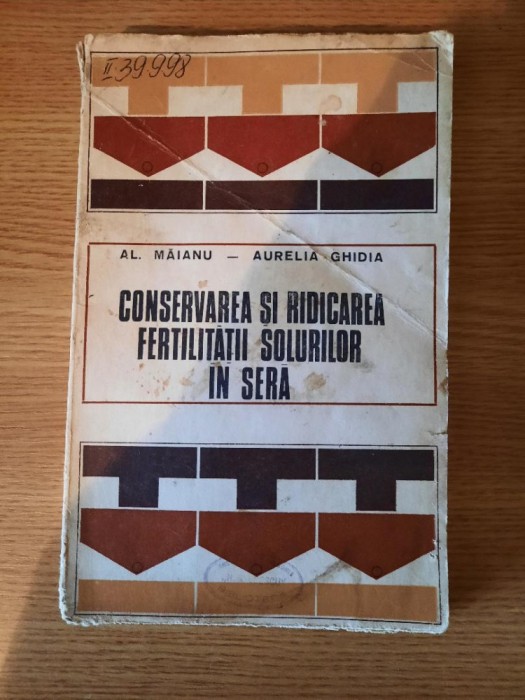 II 39998
AL. MĂIANU – AURELIA GHIDIA
CONSERVAREA ȘI RIDICAREA
FERTILITĂȚII SOLURILOR
ÎN SERĂ